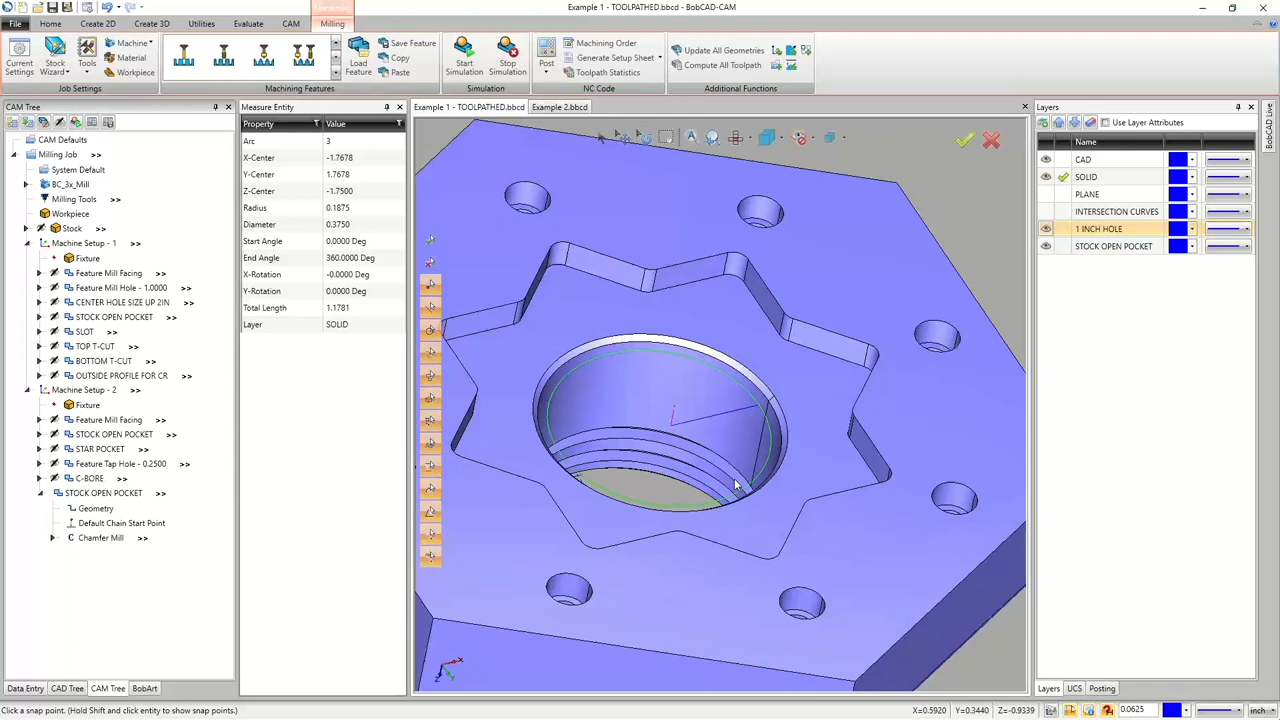 Example 1 - TOOLPATHED.bbcd - BobCAD-CAM
File Home Create 2D Create 3D Utilities Evaluate CAM Milling
Current Settings
Stock Wizard
Tools
Machine
Material
Workpiece
Job Settings
Load Feature
Save Feature
Copy
Paste
Machining Features
Start Simulation
Stop Simulation
Simulation
Post
Machining Order
Generate Setup Sheet
Toolpath Statistics
NC Code
Update All Geometries
Compute All Toolpath
Additional Functions
CAM Tree
CAM Defaults
Milling Job >>
System Default
BC_3x_Mill
Milling Tools >>
Workpiece
Stock >>
Machine Setup - 1
Fixture
Feature Mill Facing >>
Feature Mill Hole - 1.0000 >>
CENTER HOLE SIZE UP 2IN >>
STOCK OPEN POCKET >>
SLOT >>
TOP T-CUT >>
BOTTOM T-CUT >>
OUTSIDE PROFILE FOR CR >>
Machine Setup - 2 >>
Fixture
Feature Mill Facing >>
STOCK OPEN POCKET >>
STAR POCKET >>
Feature Tap Hole - 0.2500 >>
C-BORE >>
STOCK OPEN POCKET >>
Geometry
Default Chain Start Point
C Chamfer Mill >>
Data Entry CAD Tree CAM Tree BobArt
Measure Entity
Property Value
Arc 3
X-Center -1.7678
Y-Center 1.7678
Z-Center -1.7500
Radius 0.1875
Diameter 0.3750
Start Angle 0.0000 Deg
End Angle 360.0000 Deg
X-Rotation -0.0000 Deg
Y-Rotation 0.0000 Deg
Total Length 1.1781
Layer SOLID
Example 1 - TOOLPATHED.bbcd Example 2.bbcd
Layers
Use Layer Attributes
Name
CAD
SOLID
PLANE
INTERSECTION CURVES
1 INCH HOLE
STOCK OPEN POCKET
Layers UCS Posting
BobCAD Live
Click a snap point. (Hold Shift and click entity to show snap points.)
X=0.5920 Y=0.3440 Z=-0.9339 0.0625 inch